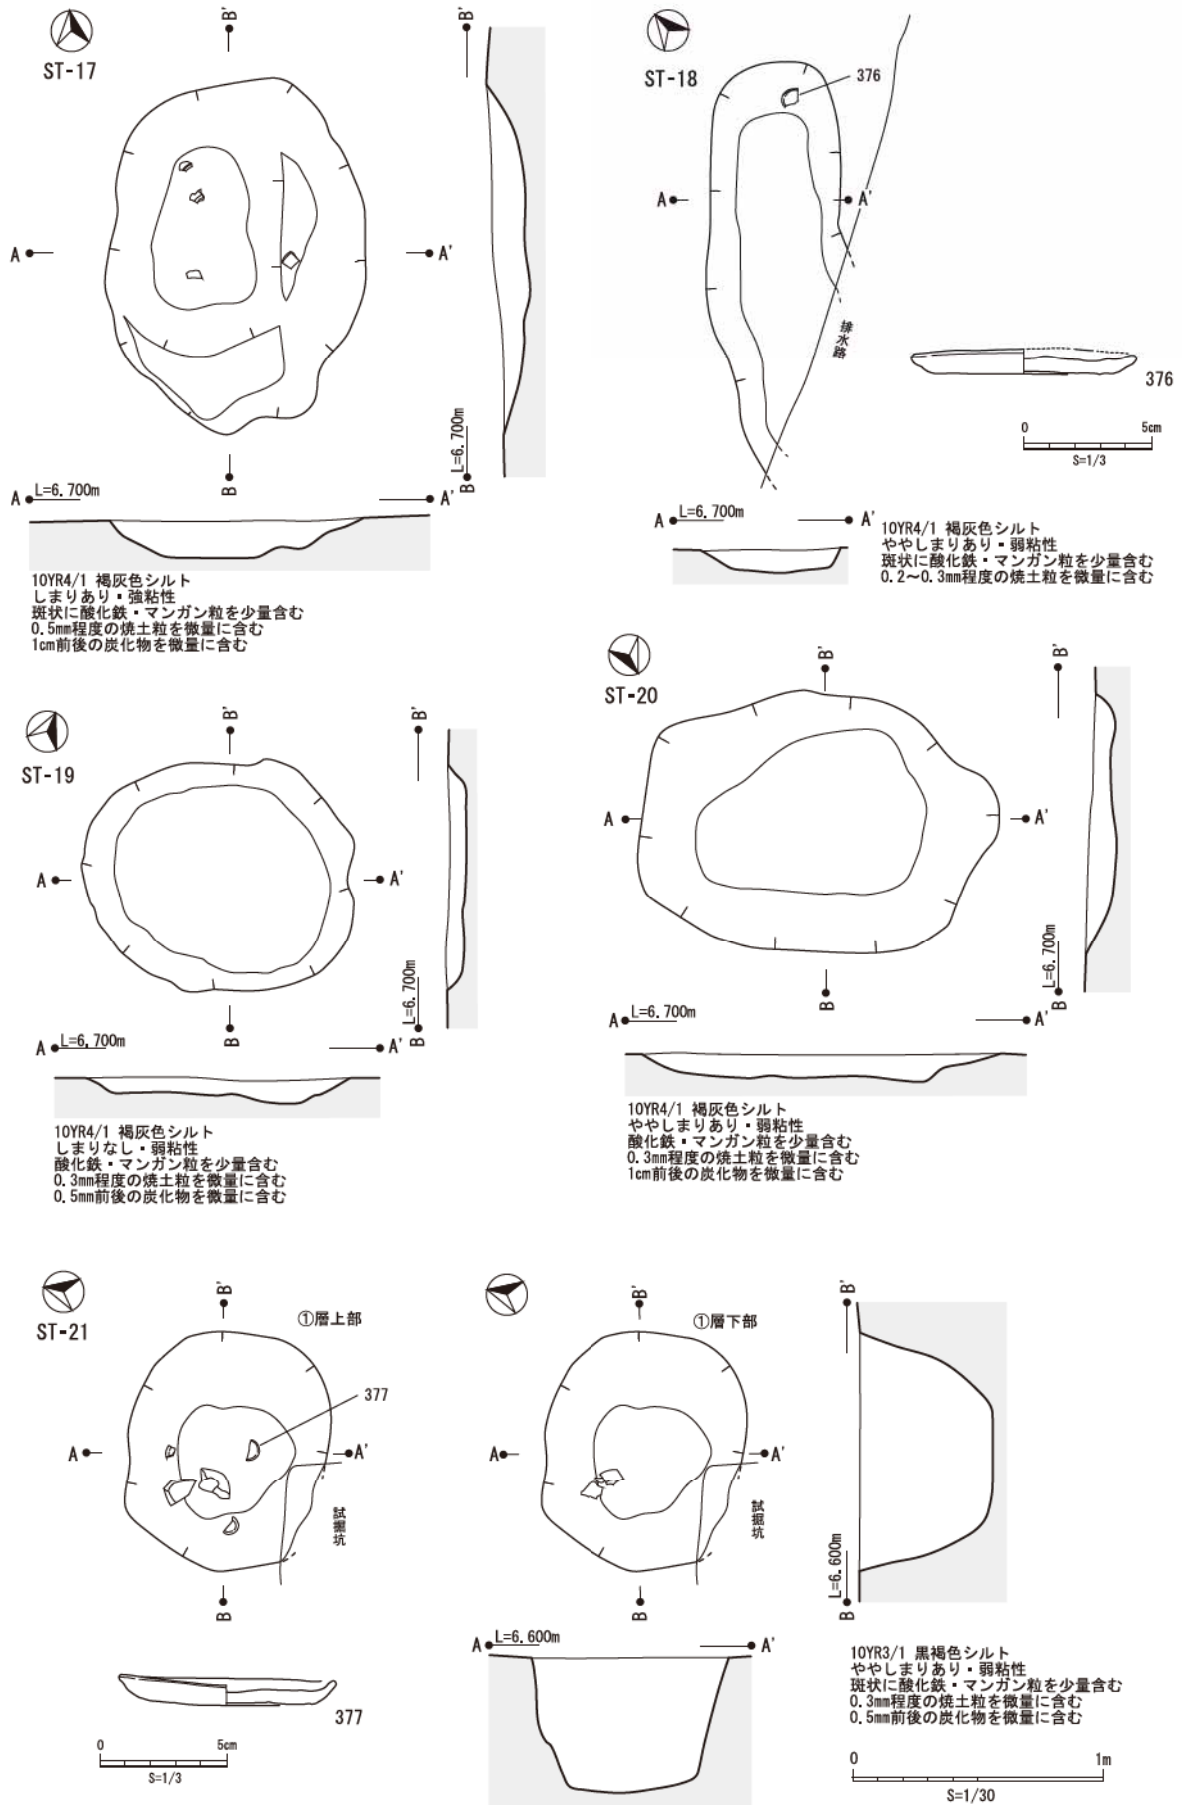 ST-17
B'
B'
A
A'
B
L=6.700m
B
A
L=6.700m
A'
10YR4/1 褐灰色シルト
しまりあり・強粘性
斑状に酸化鉄・マンガン粒を少量含む
0.5mm程度の焼土粒を微量に含む
1cm前後の炭化物を微量に含む
ST-18
376
A
A'
排水路
376
0
5cm
S=1/3
A
L=6.700m
A'
10YR4/1 褐灰色シルト
ややしまりあり・弱粘性
斑状に酸化鉄・マンガン粒を少量含む
0.2～0.3mm程度の焼土粒を微量に含む
ST-19
B'
B'
A
A'
B
L=6.700m
B
A
L=6.700m
A'
10YR4/1 褐灰色シルト
しまりなし・弱粘性
酸化鉄・マンガン粒を少量含む
0.3mm程度の焼土粒を微量に含む
0.5mm前後の炭化物を微量に含む
ST-20
B'
B'
A
A'
B
L=6.700m
B
A
L=6.700m
A'
10YR4/1 褐灰色シルト
ややしまりあり・弱粘性
酸化鉄・マンガン粒を少量含む
0.3mm程度の焼土粒を微量に含む
1cm前後の炭化物を微量に含む
ST-21
B'
①層上部
377
A
A'
試掘坑
B
377
0
5cm
S=1/3
B'
①層下部
A
A'
試掘坑
B
B'
L=6.600m
B
A
L=6.600m
A'
10YR3/1 黒褐色シルト
ややしまりあり・弱粘性
斑状に酸化鉄・マンガン粒を少量含む
0.3mm程度の焼土粒を微量に含む
0.5mm前後の炭化物を微量に含む
0
1m
S=1/30